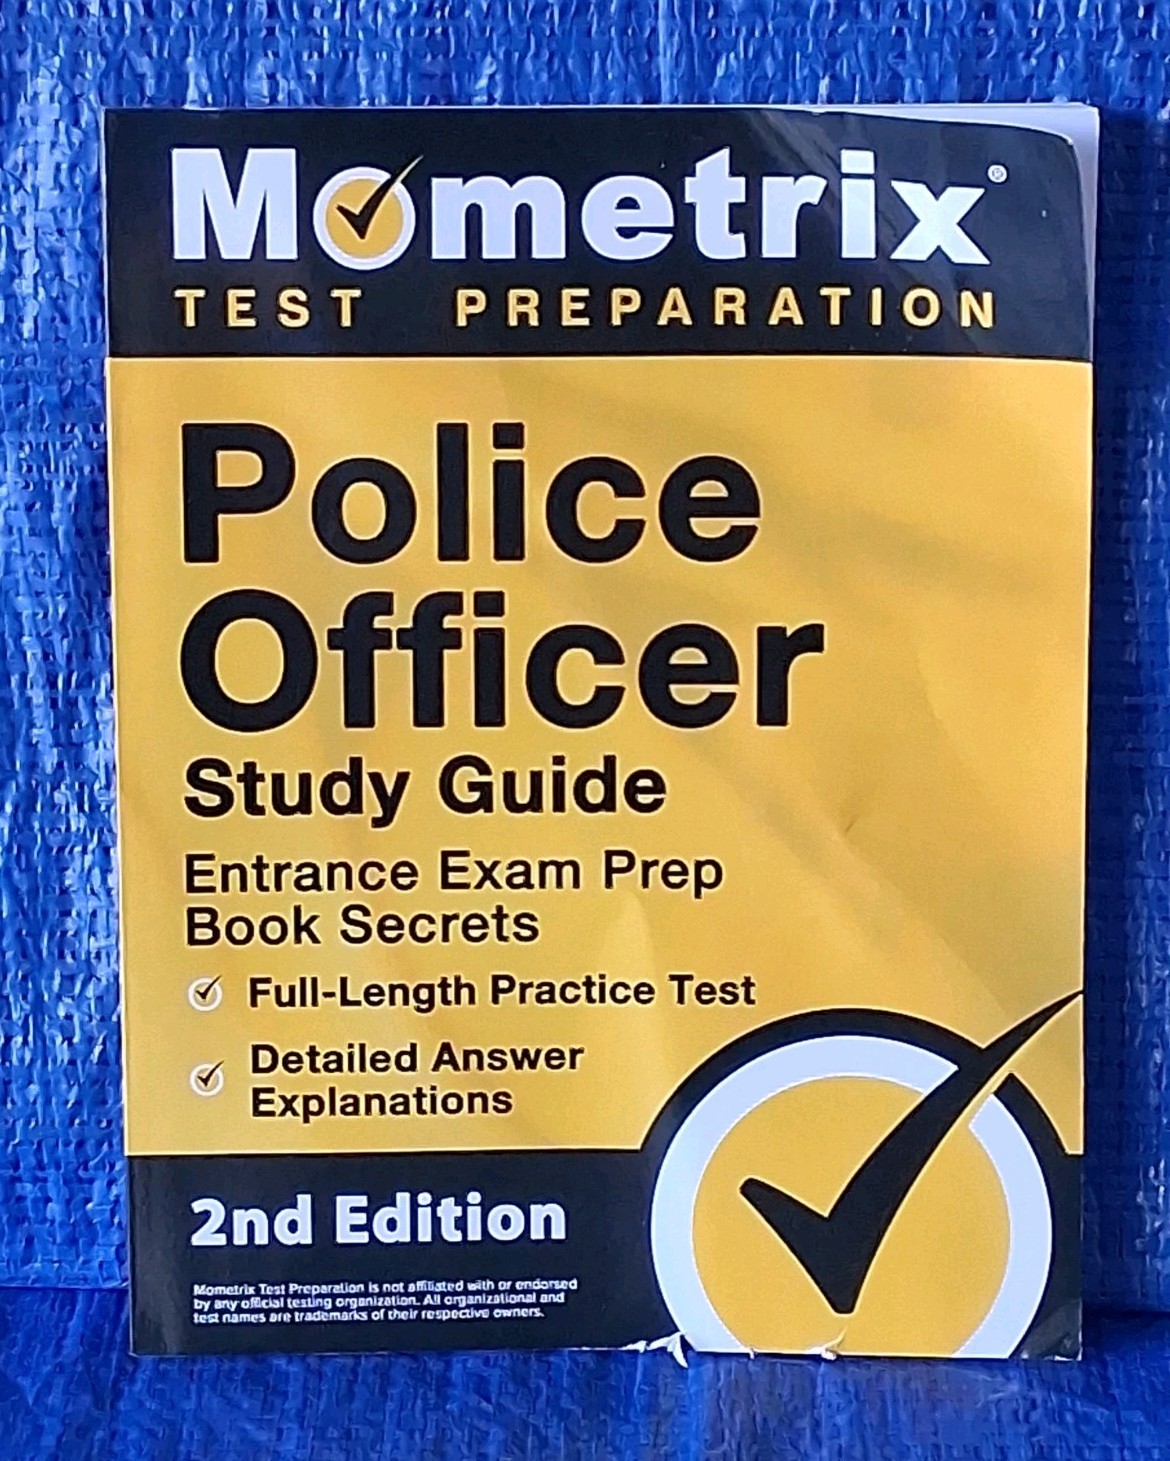 Mometrix®
TEST PREPARATION
Police
Officer
Study Guide
Entrance Exam Prep
Book Secrets
Full-Length Practice Test
Detailed Answer
Explanations
2nd Edition
Mometrix Test Preparation is not affiliated with or endorsed
by any official testing organization. All organizational and
test names are trademarks of their respective owners.